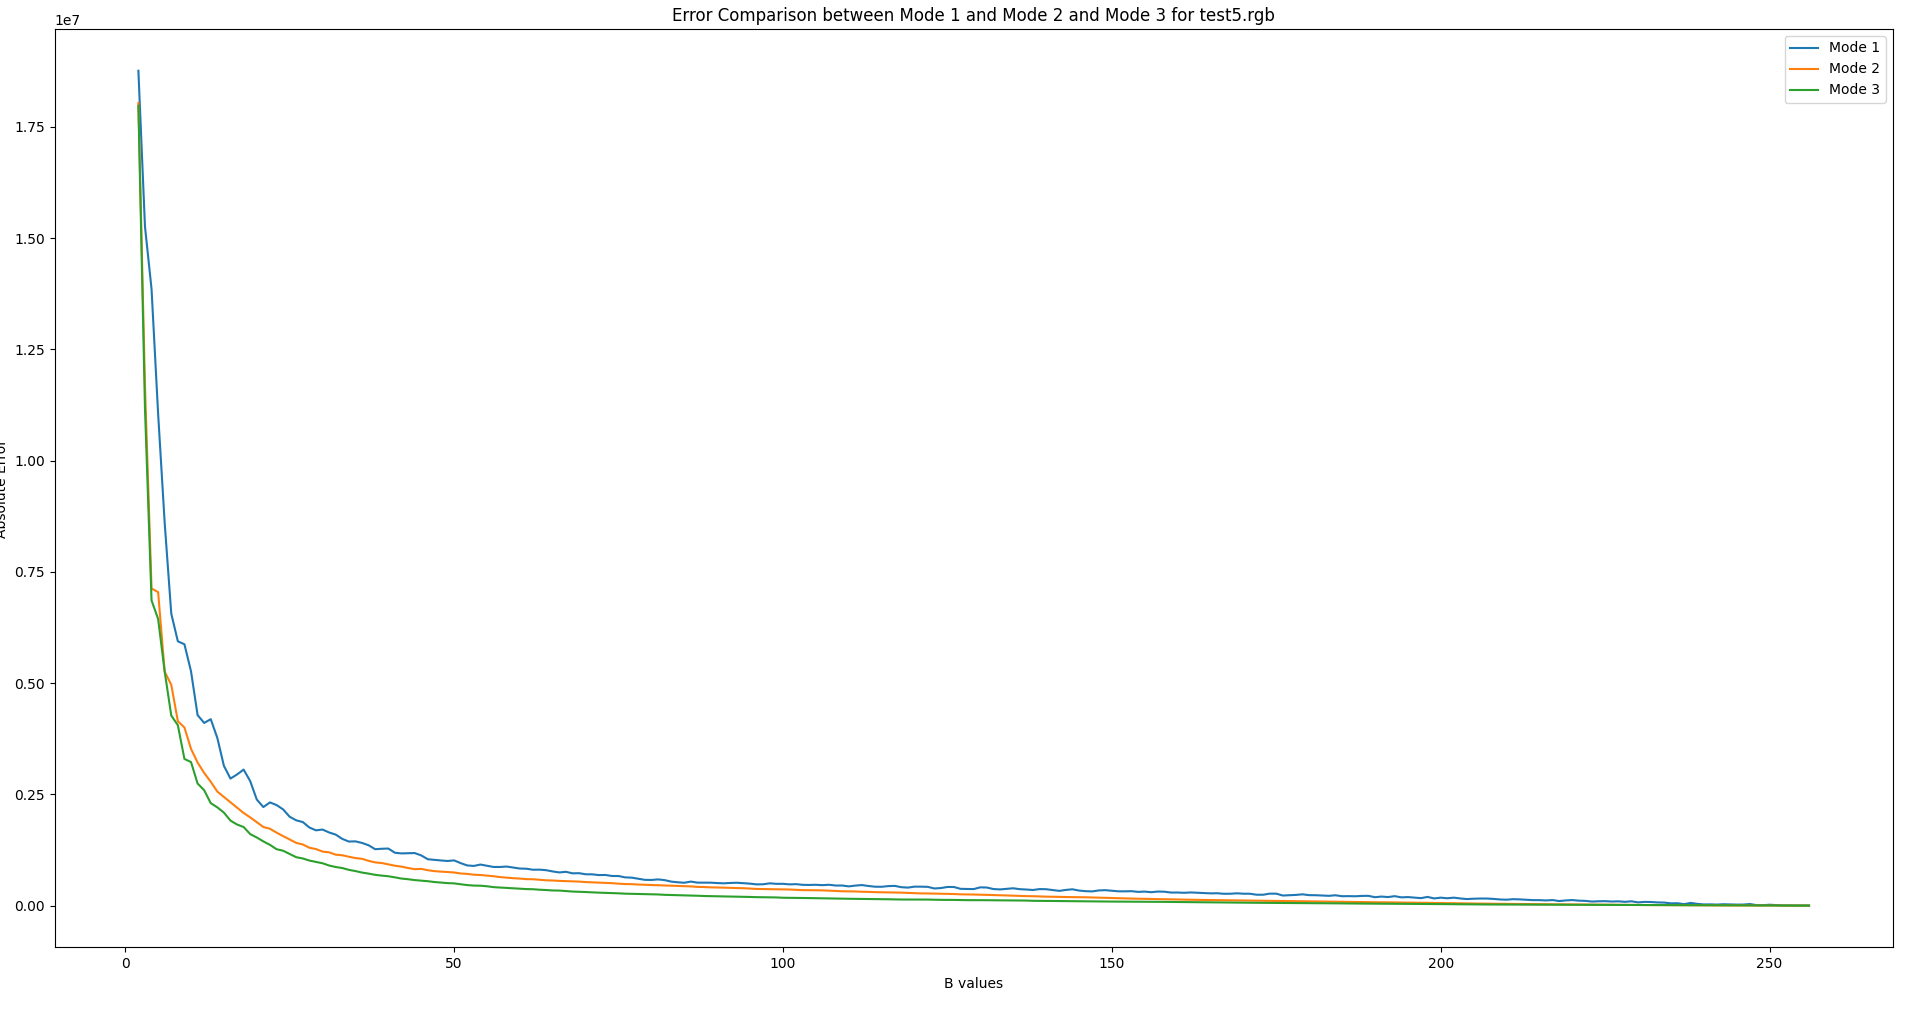 Error Comparison between Mode 1 and Mode 2 and Mode 3 for test5.rgb
1e7
Mode 1
Mode 2
Mode 3
1.75
1.50
1.25
1.00
0.75
0.50
0.25
0.00
Absolute Error
0 50 100 150 200 250
B values